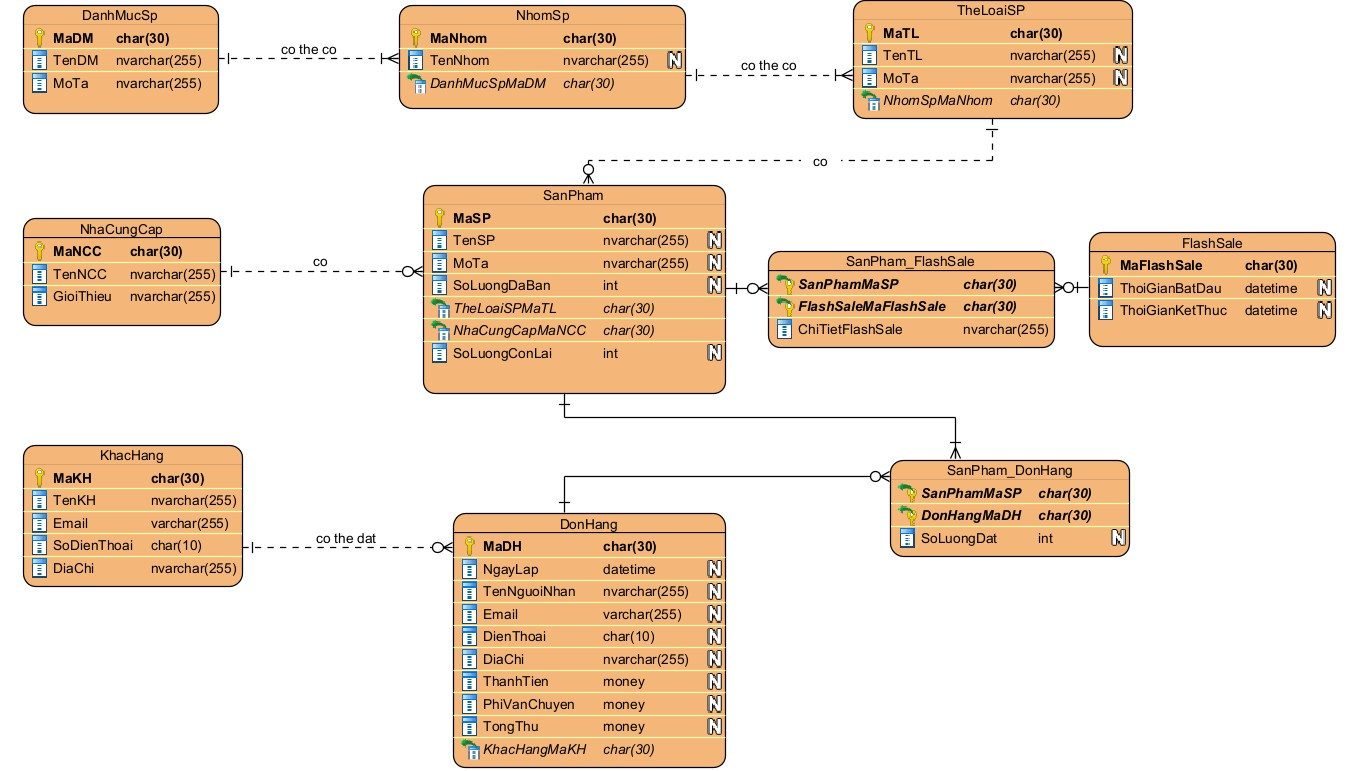 DanhMucSp
MaDM char(30)
TenDM nvarchar(255)
MoTa nvarchar(255)
co the co
NhomSp
MaNhom char(30)
TenNhom nvarchar(255) N
DanhMucSpMaDM char(30)
co the co
TheLoaiSP
MaTL char(30)
TenTL nvarchar(255) N
MoTa nvarchar(255) N
NhomSpMaNhom char(30)
co
NhaCungCap
MaNCC char(30)
TenNCC nvarchar(255)
GioiThieu nvarchar(255)
co
SanPham
MaSP char(30)
TenSP nvarchar(255) N
MoTa nvarchar(255) N
SoLuongDaBan int N
TheLoaiSPMaTL char(30)
NhaCungCapMaNCC char(30)
SoLuongConLai int N
SanPham_FlashSale
SanPhamMaSP char(30)
FlashSaleMaFlashSale char(30)
ChiTietFlashSale nvarchar(255)
FlashSale
MaFlashSale char(30)
ThoiGianBatDau datetime N
ThoiGianKetThuc datetime N
KhacHang
MaKH char(30)
TenKH nvarchar(255)
Email varchar(255)
SoDienThoai char(10)
DiaChi nvarchar(255)
co the dat
DonHang
MaDH char(30)
NgayLap datetime N
TenNguoiNhan nvarchar(255) N
Email varchar(255) N
DienThoai char(10) N
DiaChi nvarchar(255) N
ThanhTien money N
PhiVanChuyen money N
TongThu money N
KhacHangMaKH char(30)
SanPham_DonHang
SanPhamMaSP char(30)
DonHangMaDH char(30)
SoLuongDat int N